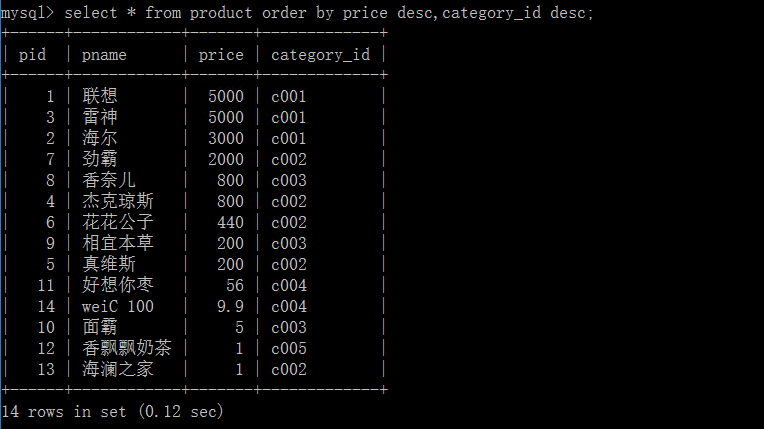 mysql> select * from product order by price desc,category_id desc;
+------+------------+-------+-------------+
| pid  | pname      | price | category_id |
+------+------------+-------+-------------+
|    1 | 联想       |  5000 | c001        |
|    3 | 雷神       |  5000 | c001        |
|    2 | 海尔       |  3000 | c001        |
|    7 | 劲霸       |  2000 | c002        |
|    8 | 香奈儿     |   800 | c003        |
|    4 | 杰克琼斯   |   800 | c002        |
|    6 | 花花公子   |   440 | c002        |
|    9 | 相宜本草   |   200 | c003        |
|    5 | 真维斯     |   200 | c002        |
|   11 | 好想你枣   |    56 | c004        |
|   14 | weiC 100   |   9.9 | c004        |
|   10 | 面霸       |     5 | c003        |
|   12 | 香飘飘奶茶 |     1 | c005        |
|   13 | 海澜之家   |     1 | c002        |
+------+------------+-------+-------------+
14 rows in set (0.12 sec)